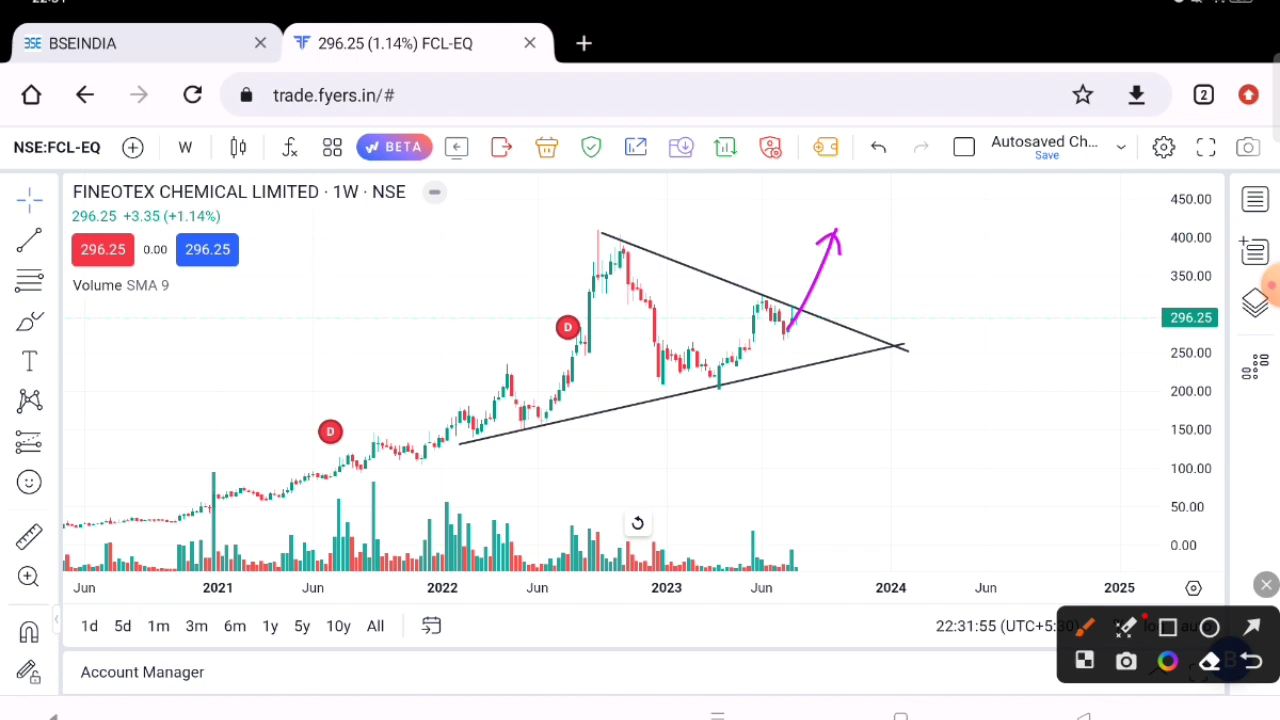 BSEINDIA
296.25 (1.14%) FCL-EQ
trade.fyers.in/#
2
NSE:FCL-EQ
W
BETA
Autosaved Ch...
Save
FINEOTEX CHEMICAL LIMITED · 1W · NSE
296.25 +3.35 (+1.14%)
296.25 0.00 296.25
Volume SMA 9
D
D
450.00
400.00
350.00
296.25
250.00
200.00
150.00
100.00
50.00
0.00
Jun 2021 Jun 2022 Jun 2023 Jun 2024 Jun 2025
1d 5d 1m 3m 6m 1y 5y 10y All
22:31:55 (UTC+5:30)
Account Manager